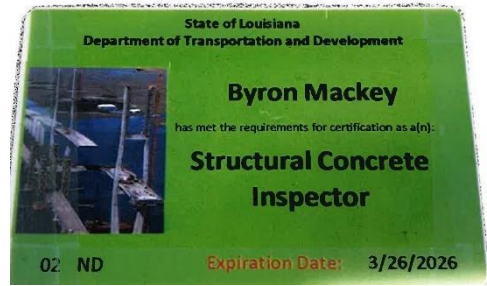 State of Louisiana
Department of Transportation and Development
Byron Mackey
has met the requirements for certification as a(n):
Structural Concrete
Inspector
02 ND Expiration Date: 3/26/2026